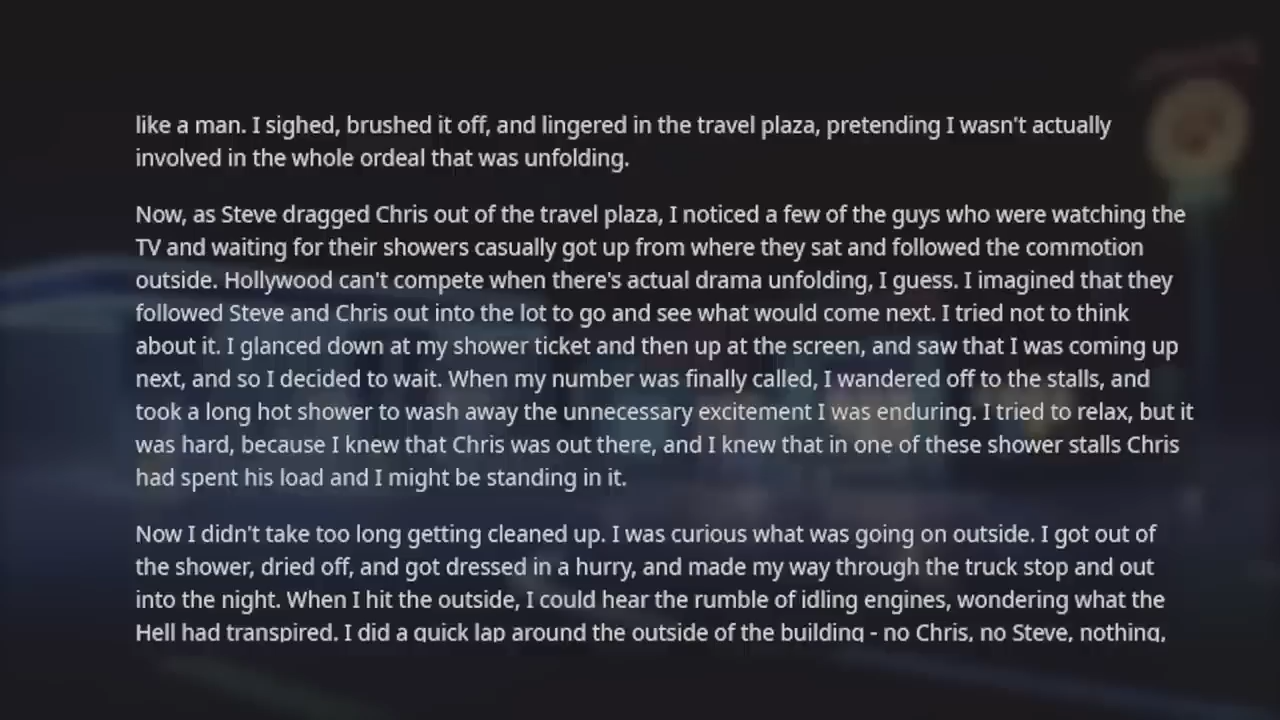 like a man. I sighed, brushed it off, and lingered in the travel plaza, pretending I wasn't actually
involved in the whole ordeal that was unfolding.
Now, as Steve dragged Chris out of the travel plaza, I noticed a few of the guys who were watching the
TV and waiting for their showers casually got up from where they sat and followed the commotion
outside. Hollywood can't compete when there's actual drama unfolding, I guess. I imagined that they
followed Steve and Chris out into the lot to go and see what would come next. I tried not to think
about it. I glanced down at my shower ticket and then up at the screen, and saw that I was coming up
next, and so I decided to wait. When my number was finally called, I wandered off to the stalls, and
took a long hot shower to wash away the unnecessary excitement I was enduring. I tried to relax, but it
was hard, because I knew that Chris was out there, and I knew that in one of these shower stalls Chris
had spent his load and I might be standing in it.
Now I didn't take too long getting cleaned up. I was curious what was going on outside. I got out of
the shower, dried off, and got dressed in a hurry, and made my way through the truck stop and out
into the night. When I hit the outside, I could hear the rumble of idling engines, wondering what the
Hell had transpired. I did a quick lap around the outside of the building - no Chris, no Steve, nothing,